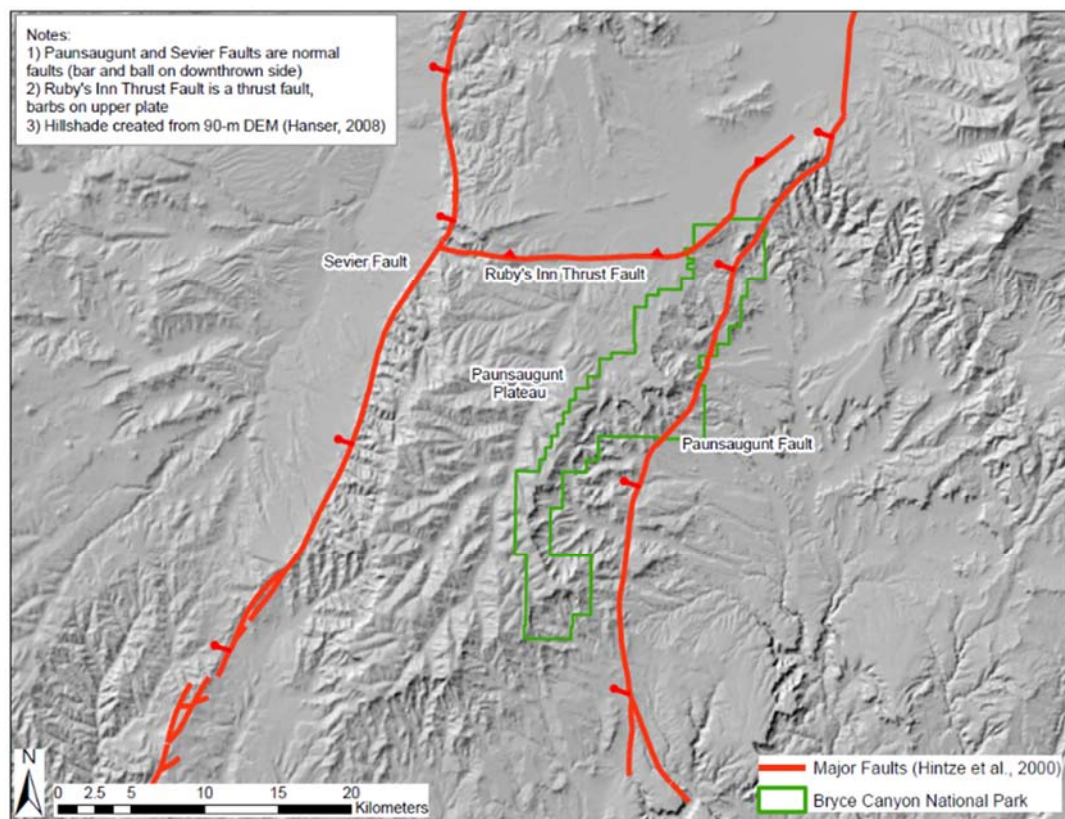 Notes:
1) Paunsaugunt and Sevier Faults are normal
faults (bar and ball on downthrown side)
2) Ruby's Inn Thrust Fault is a thrust fault,
barbs on upper plate
3) Hillshade created from 90-m DEM (Hanser, 2008)
Sevier Fault
Ruby's Inn Thrust Fault
Paunsaugunt
Plateau
Paunsaugunt Fault
N
0 2.5 5 10 15 20
Kilometers
Major Faults (Hintze et al., 2000)
Bryce Canyon National Park